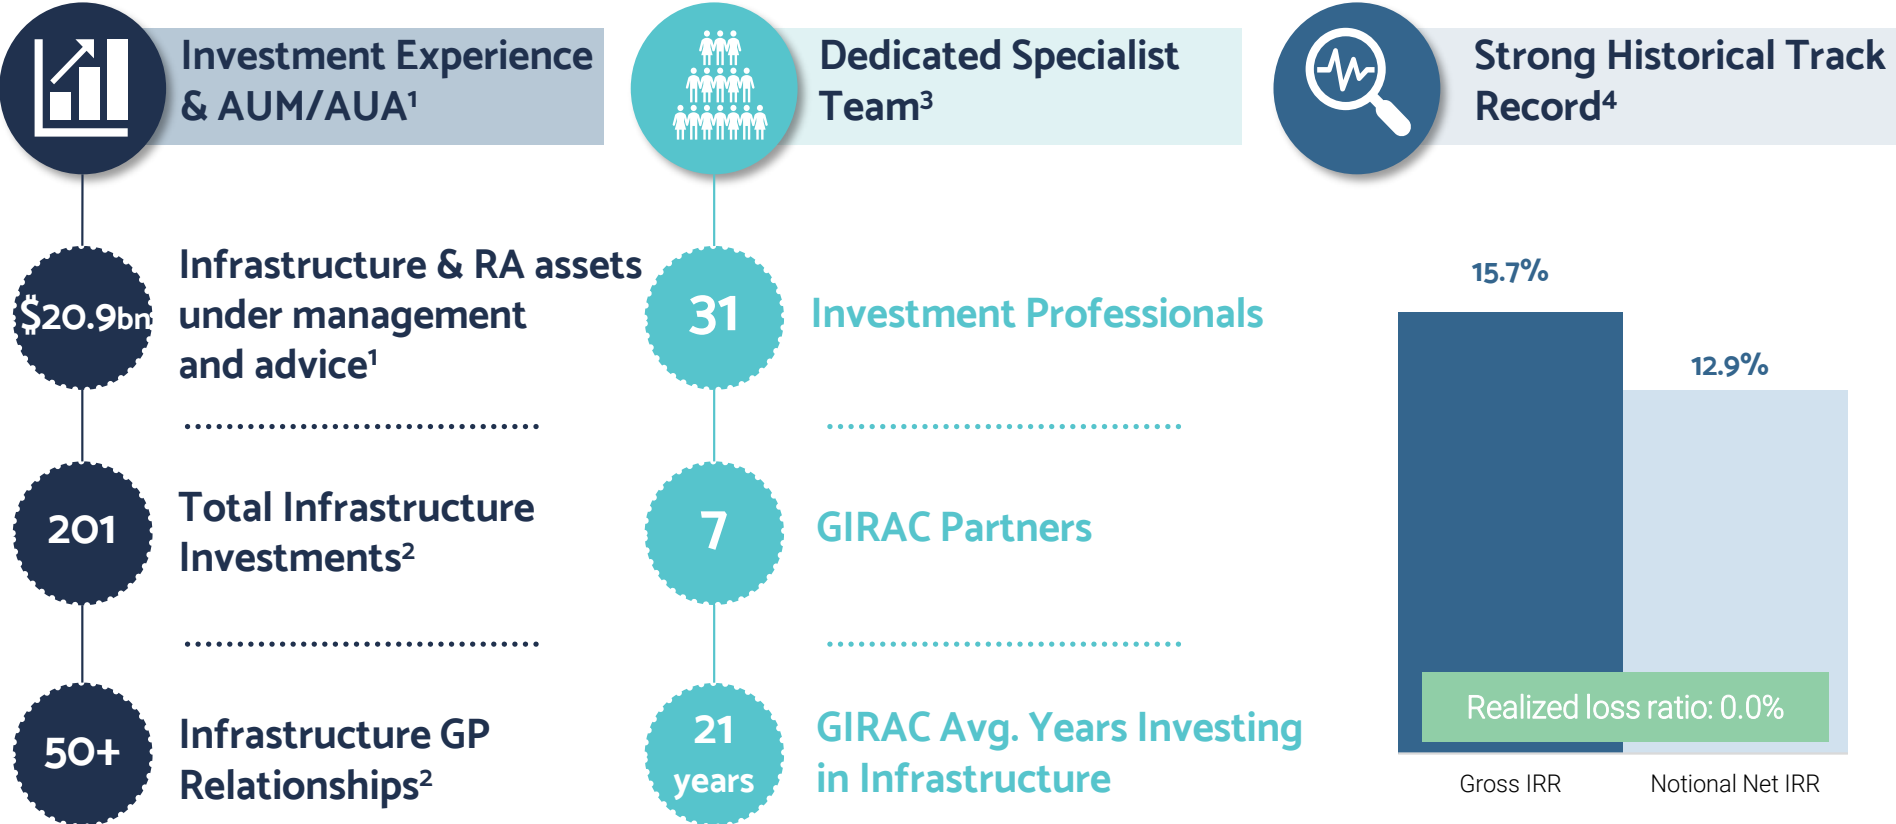 Investment Experience
& AUM/AUA¹
$20.9bn
Infrastructure & RA assets
under management
and advice¹
201
Total Infrastructure
Investments²
50+
Infrastructure GP
Relationships²
Dedicated Specialist
Team³
31
Investment Professionals
7
GIRAC Partners
21
years
GIRAC Avg. Years Investing
in Infrastructure
Strong Historical Track
Record⁴
15.7%
12.9%
Realized loss ratio: 0.0%
Gross IRR
Notional Net IRR